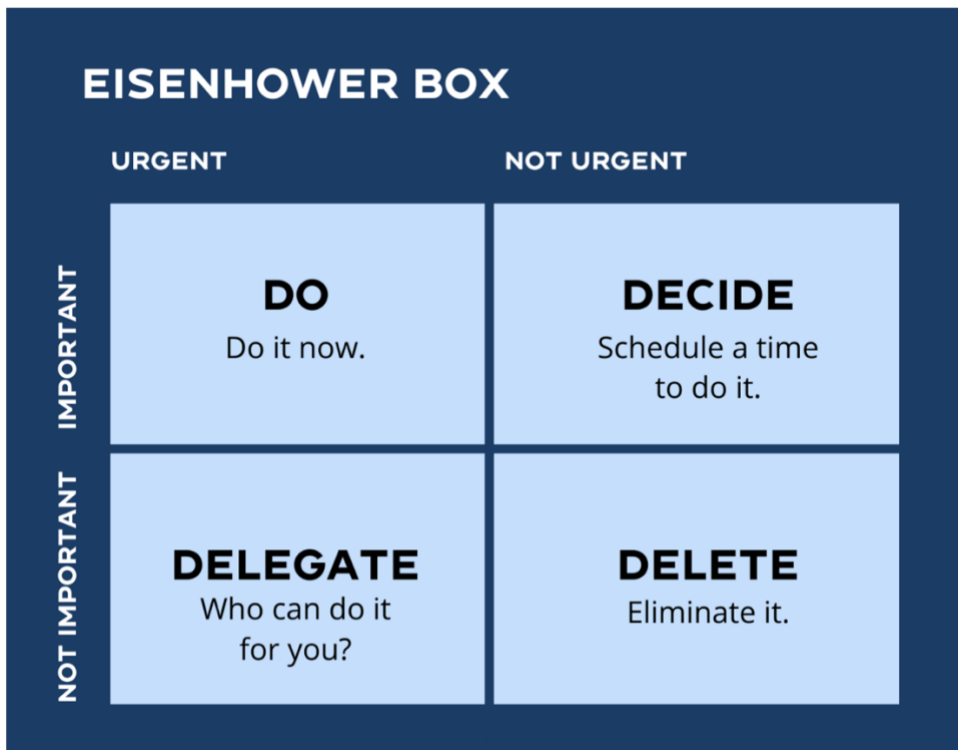 EISENHOWER BOX
URGENT
NOT URGENT
IMPORTANT
DO
Do it now.
DECIDE
Schedule a time
to do it.
NOT IMPORTANT
DELEGATE
Who can do it
for you?
DELETE
Eliminate it.